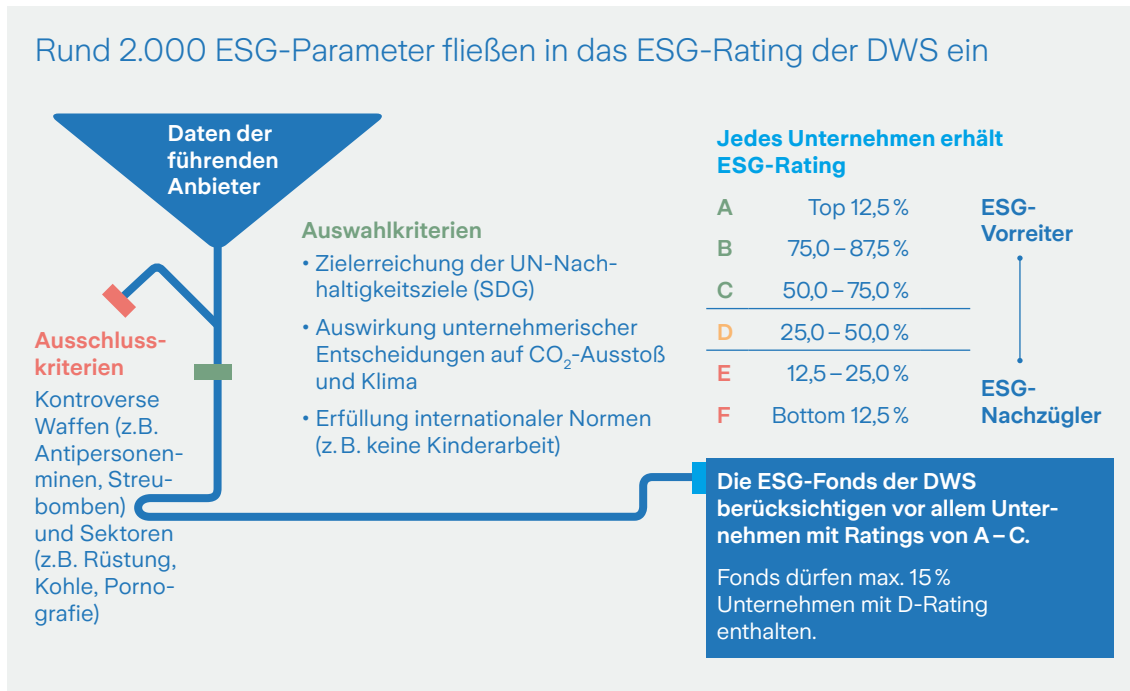 Rund 2.000 ESG-Parameter fließen in das ESG-Rating der DWS ein
Daten der
führenden
Anbieter
Ausschluss-
kriterien
Kontroverse
Waffen (z.B.
Antipersonen-
minen, Streu-
bomben)
und Sektoren
(z.B. Rüstung,
Kohle, Porno-
grafie)
Auswahlkriterien
• Zielerreichung der UN-Nach-
haltigkeitsziele (SDG)
• Auswirkung unternehmerischer
Entscheidungen auf CO₂-Ausstoß
und Klima
• Erfüllung internationaler Normen
(z. B. keine Kinderarbeit)
Jedes Unternehmen erhält
ESG-Rating
A Top 12,5 %
B 75,0 – 87,5 %
C 50,0 – 75,0 %
D 25,0 – 50,0 %
E 12,5 – 25,0 %
F Bottom 12,5 %
ESG-
Vorreiter
ESG-
Nachzügler
Die ESG-Fonds der DWS
berücksichtigen vor allem Unter-
nehmen mit Ratings von A – C.
Fonds dürfen max. 15 %
Unternehmen mit D-Rating
enthalten.